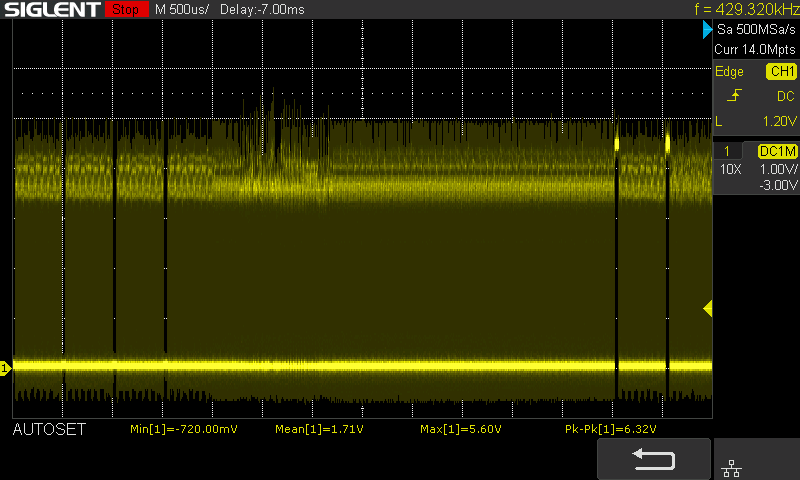 SIGLENT Stop M 500us/ Delay:-7.00ms f = 429.320kHz
Sa 500MSa/s
Curr 14.0Mpts
Edge CH1
DC
L 1.20V
1 DC1M
10X 1.00V/
-3.00V
1
AUTOSET Min[1]=-720.00mV Mean[1]=1.71V Max[1]=5.60V Pk-Pk[1]=6.32V